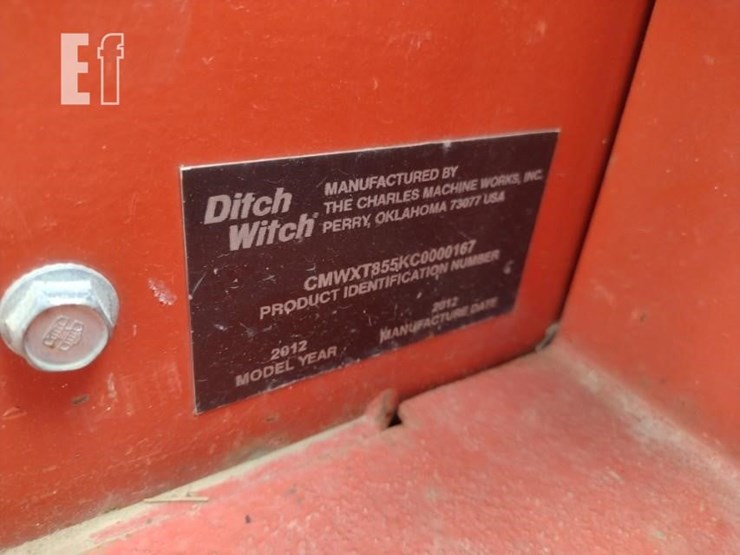 Ef
Ditch
Witch®
MANUFACTURED BY
THE CHARLES MACHINE WORKS, INC.
PERRY, OKLAHOMA 73077 USA
CMWXT855KC0000167
PRODUCT IDENTIFICATION NUMBER
2012
MODEL YEAR
2012
MANUFACTURE DATE